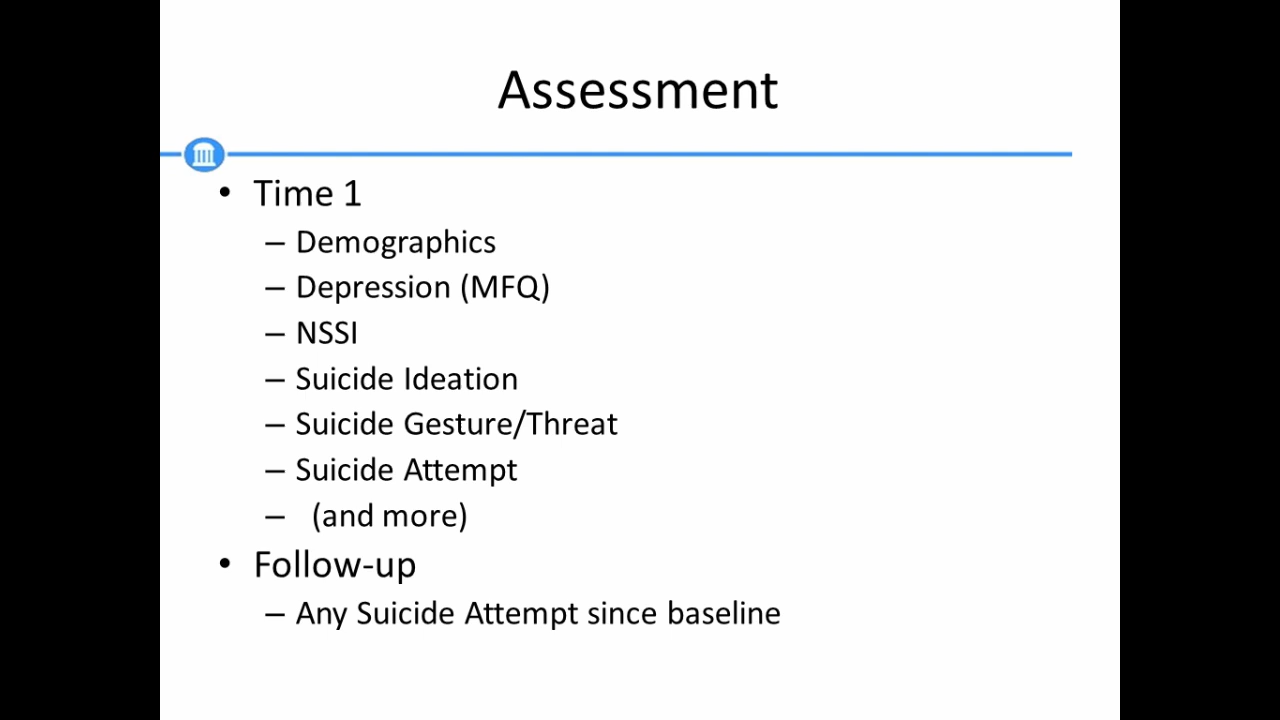 Assessment
• Time 1
– Demographics
– Depression (MFQ)
– NSSI
– Suicide Ideation
– Suicide Gesture/Threat
– Suicide Attempt
– (and more)
• Follow-up
– Any Suicide Attempt since baseline